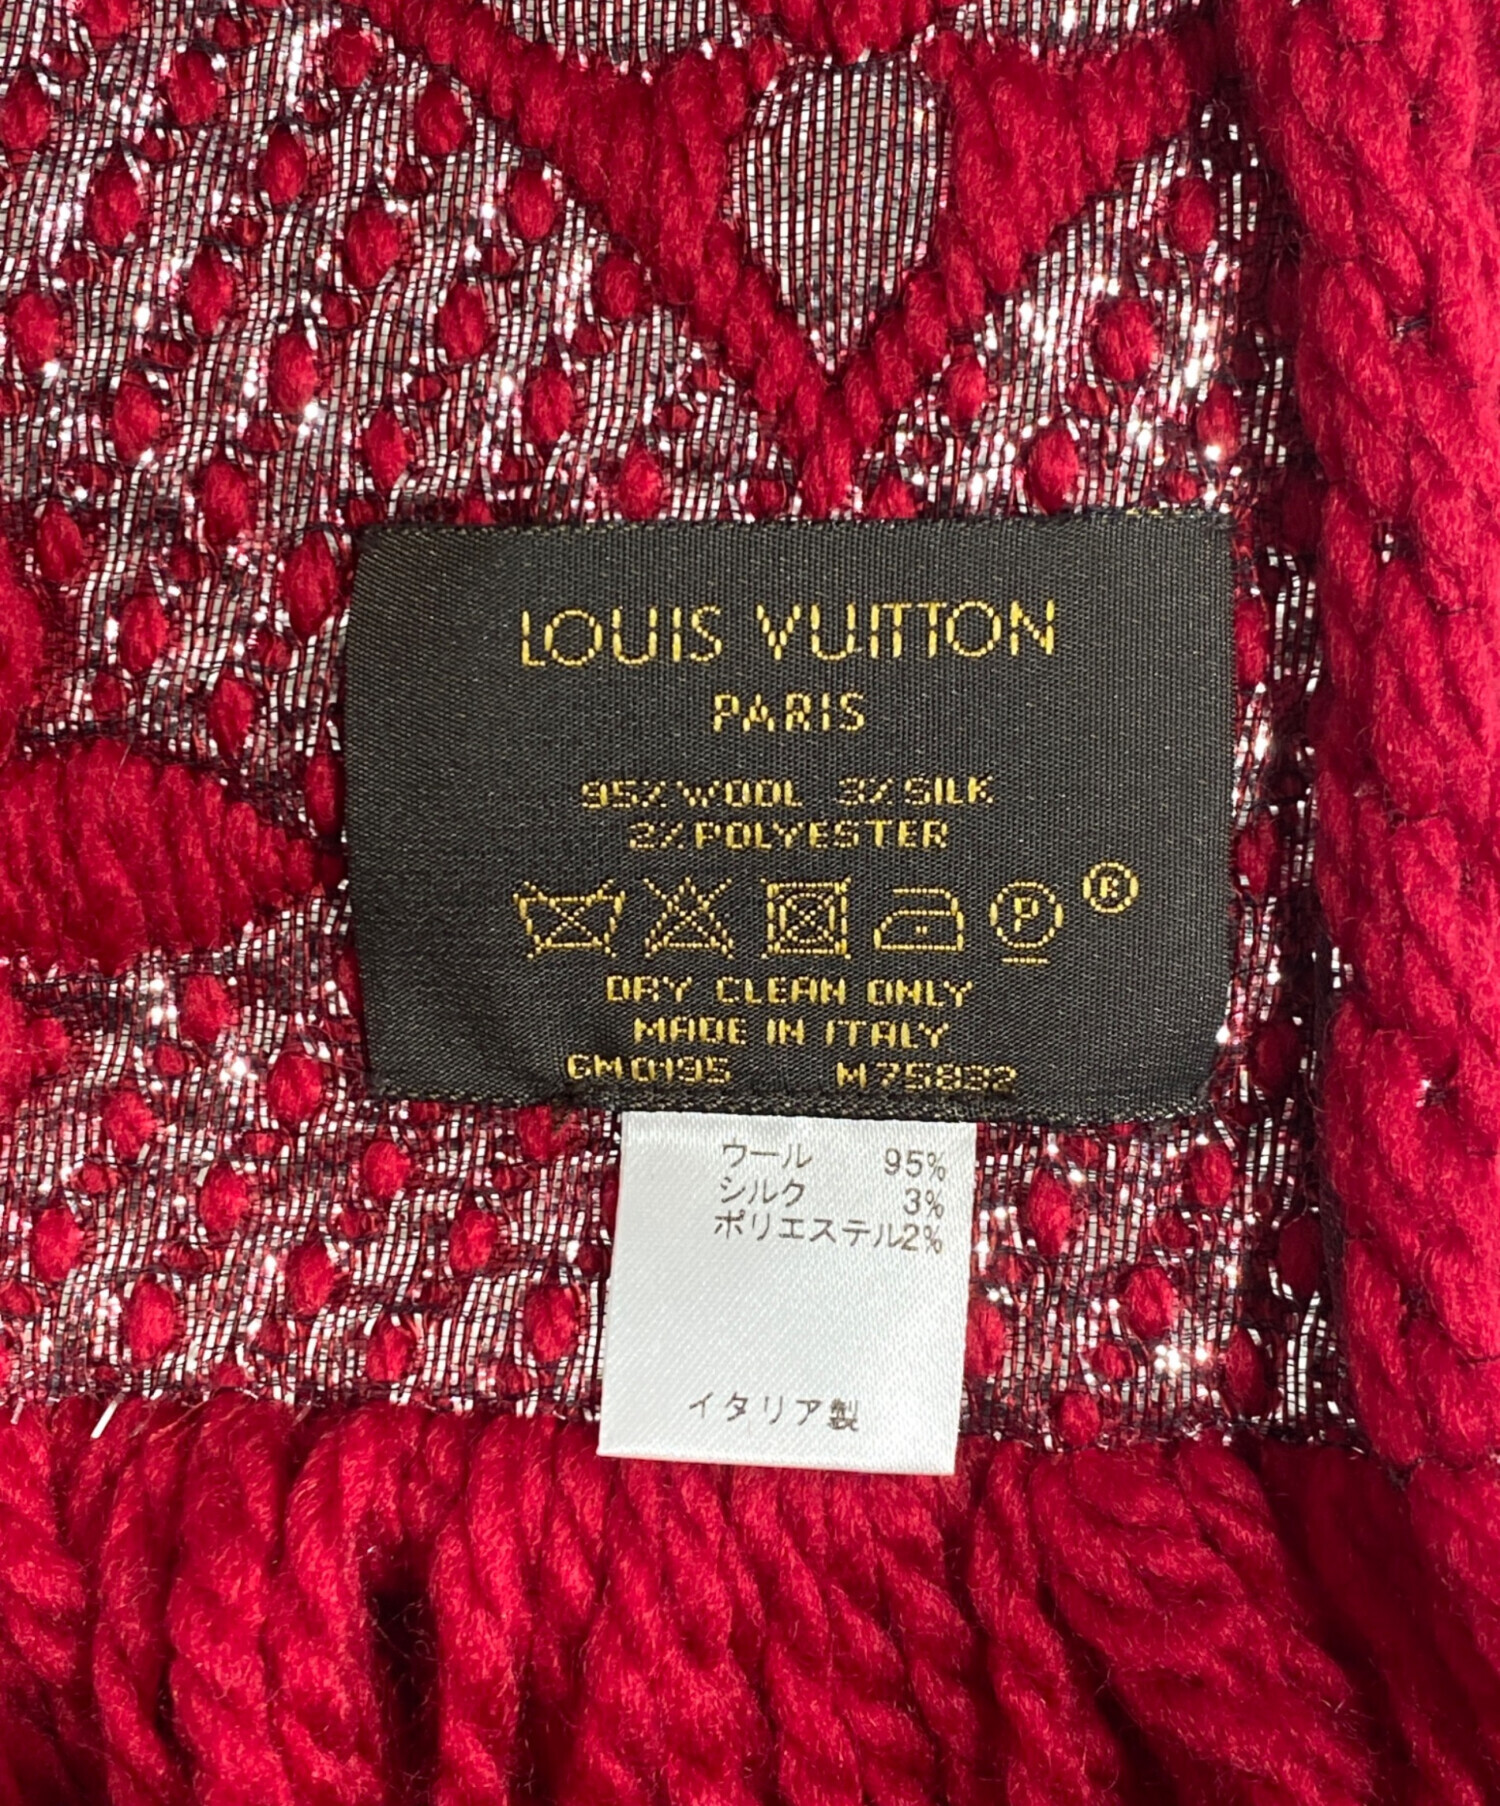 LOUIS VUITTON
PARIS
95% WOOL 3% SILK
2% POLYESTER
P ®
DRY CLEAN ONLY
MADE IN ITALY
GM0195 M75832
ウール 95%
シルク 3%
ポリエステル2%
イタリア製